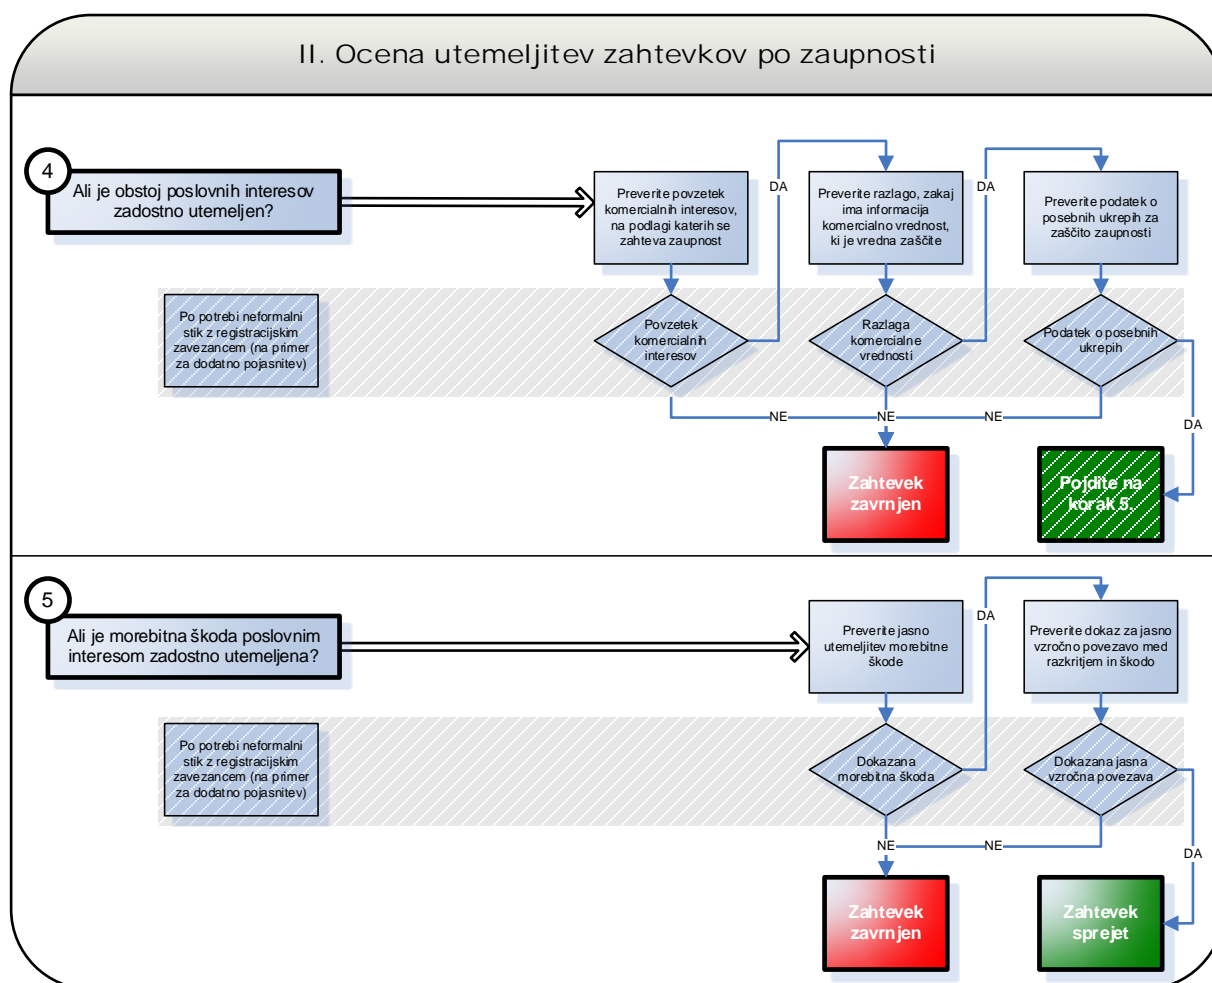 II. Ocena utemeljitev zahtevkov po zaupnosti
4
Ali je obstoj poslovnih interesov
zadostno utemeljen?
Preverite povzetek
komercialnih interesov,
na podlagi katerih se
zahteva zaupnost
DA
Preverite razlago, zakaj
ima informacija
komercialno vrednost,
ki je vredna zaščite
DA
Preverite podatek o
posebnih ukrepih za
zaščito zaupnosti
Po potrebi neformalni
stik z registracijskim
zavezancem (na primer
za dodatno pojasnitev)
Povzetek
komercialnih
interesov
Razlaga
komercialne
vrednosti
Podatek o posebnih
ukrepih
NE
NE
NE
DA
Zahtevek
zavrnjen
Pojdite na
korak 5.
5
Ali je morebitna škoda poslovnim
interesom zadostno utemeljena?
Preverite jasno
utemeljitev morebitne
škode
DA
Preverite dokaz za jasno
vzročno povezavo med
razkritjem in škodo
Po potrebi neformalni
stik z registracijskim
zavezancem (na primer
za dodatno pojasnitev)
Dokazana
morebitna škoda
Dokazana jasna
vzročna povezava
NE
NE
DA
Zahtevek
zavrnjen
Zahtevek
sprejet